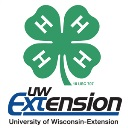 H H
H H
UW
Extension
University of Wisconsin-Extension